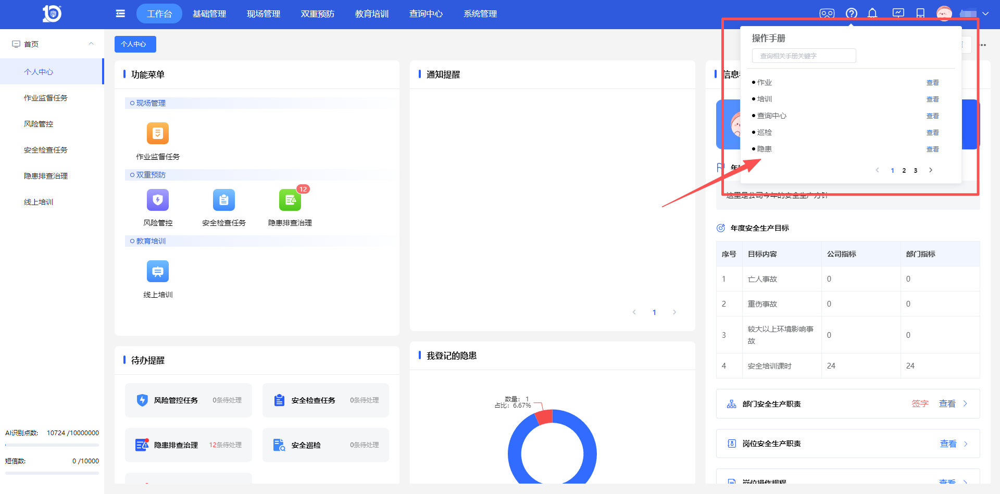 工作台
基础管理
现场管理
双重预防
教育培训
查询中心
系统管理
首页
个人中心
作业监督任务
风险管控
安全检查任务
隐患排查治理
线上培训
AI识别点数: 10724 /10000000
短信数: 0 /10000
个人中心
功能菜单
现场管理
作业监督任务
双重预防
风险管控
安全检查任务
12
隐患排查治理
教育培训
线上培训
待办提醒
风险管控任务 0条待处理
安全检查任务 0条待处理
隐患排查治理 12条待处理
安全巡检 0条待处理
通知提醒
1
我登记的隐患
数量: 1
占比: 6.67%
操作手册
查询相关手册关键字
作业 查看
培训 查看
查询中心 查看
巡检 查看
隐患 查看
1 2 3
信息
年
这里是公司今年的安全生产方针
年度安全生产目标
序号 目标内容 公司指标 部门指标
1 亡人事故 0 0
2 重伤事故 0 0
3 较大以上环境影响事故 0 0
4 安全培训课时 24 24
部门安全生产职责 签字 查看
岗位安全生产职责 查看
岗位操作规程 查看